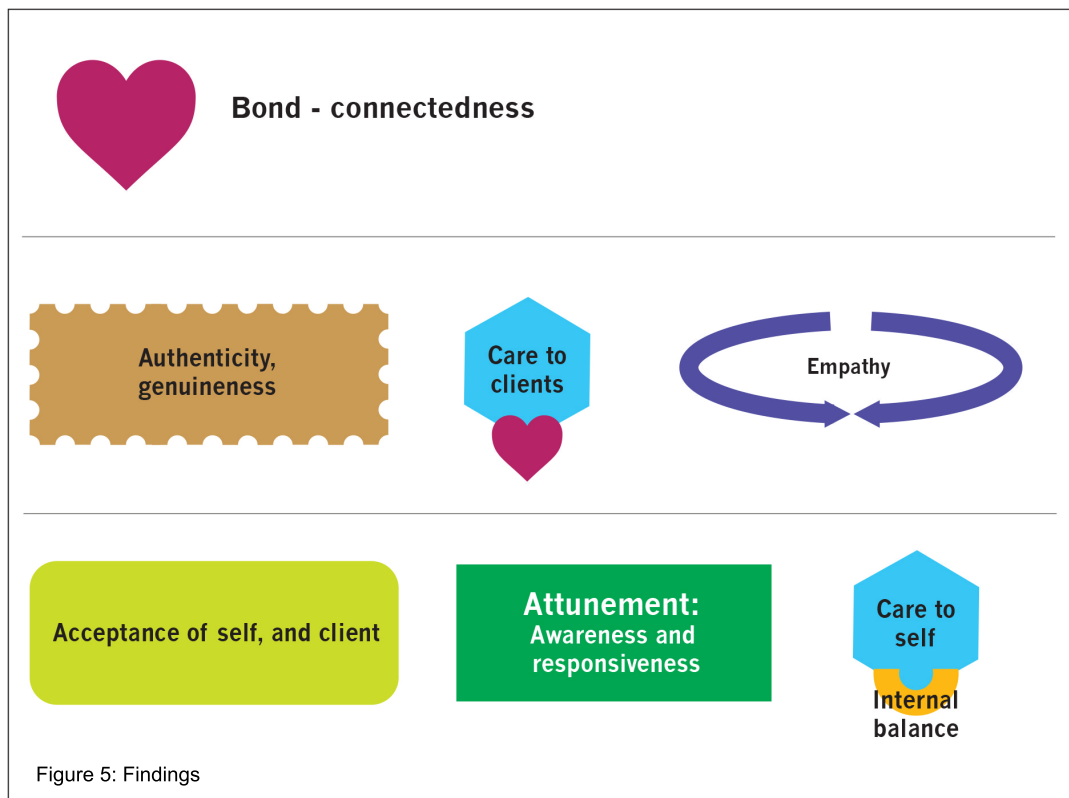 Bond - connectedness
Authenticity,
genuineness
Care to
clients
Empathy
Acceptance of self, and client
Attunement:
Awareness and
responsiveness
Care to
self
Internal
balance
Figure 5: Findings